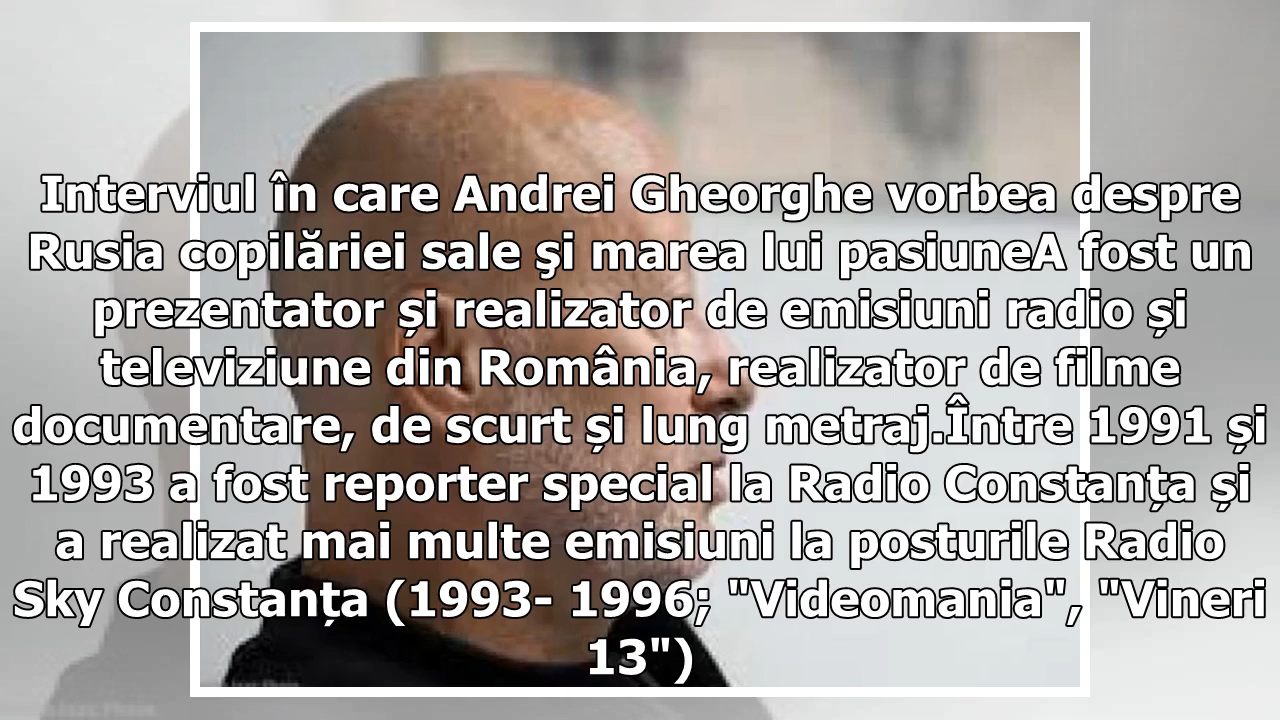 Interviul în care Andrei Gheorghe vorbea despre
Rusia copilăriei sale şi marea lui pasiuneA fost un
prezentator și realizator de emisiuni radio și
televiziune din România, realizator de filme
documentare, de scurt și lung metraj.Între 1991 și
1993 a fost reporter special la Radio Constanța și
a realizat mai multe emisiuni la posturile Radio
Sky Constanța (1993- 1996; "Videomania", "Vineri
13")